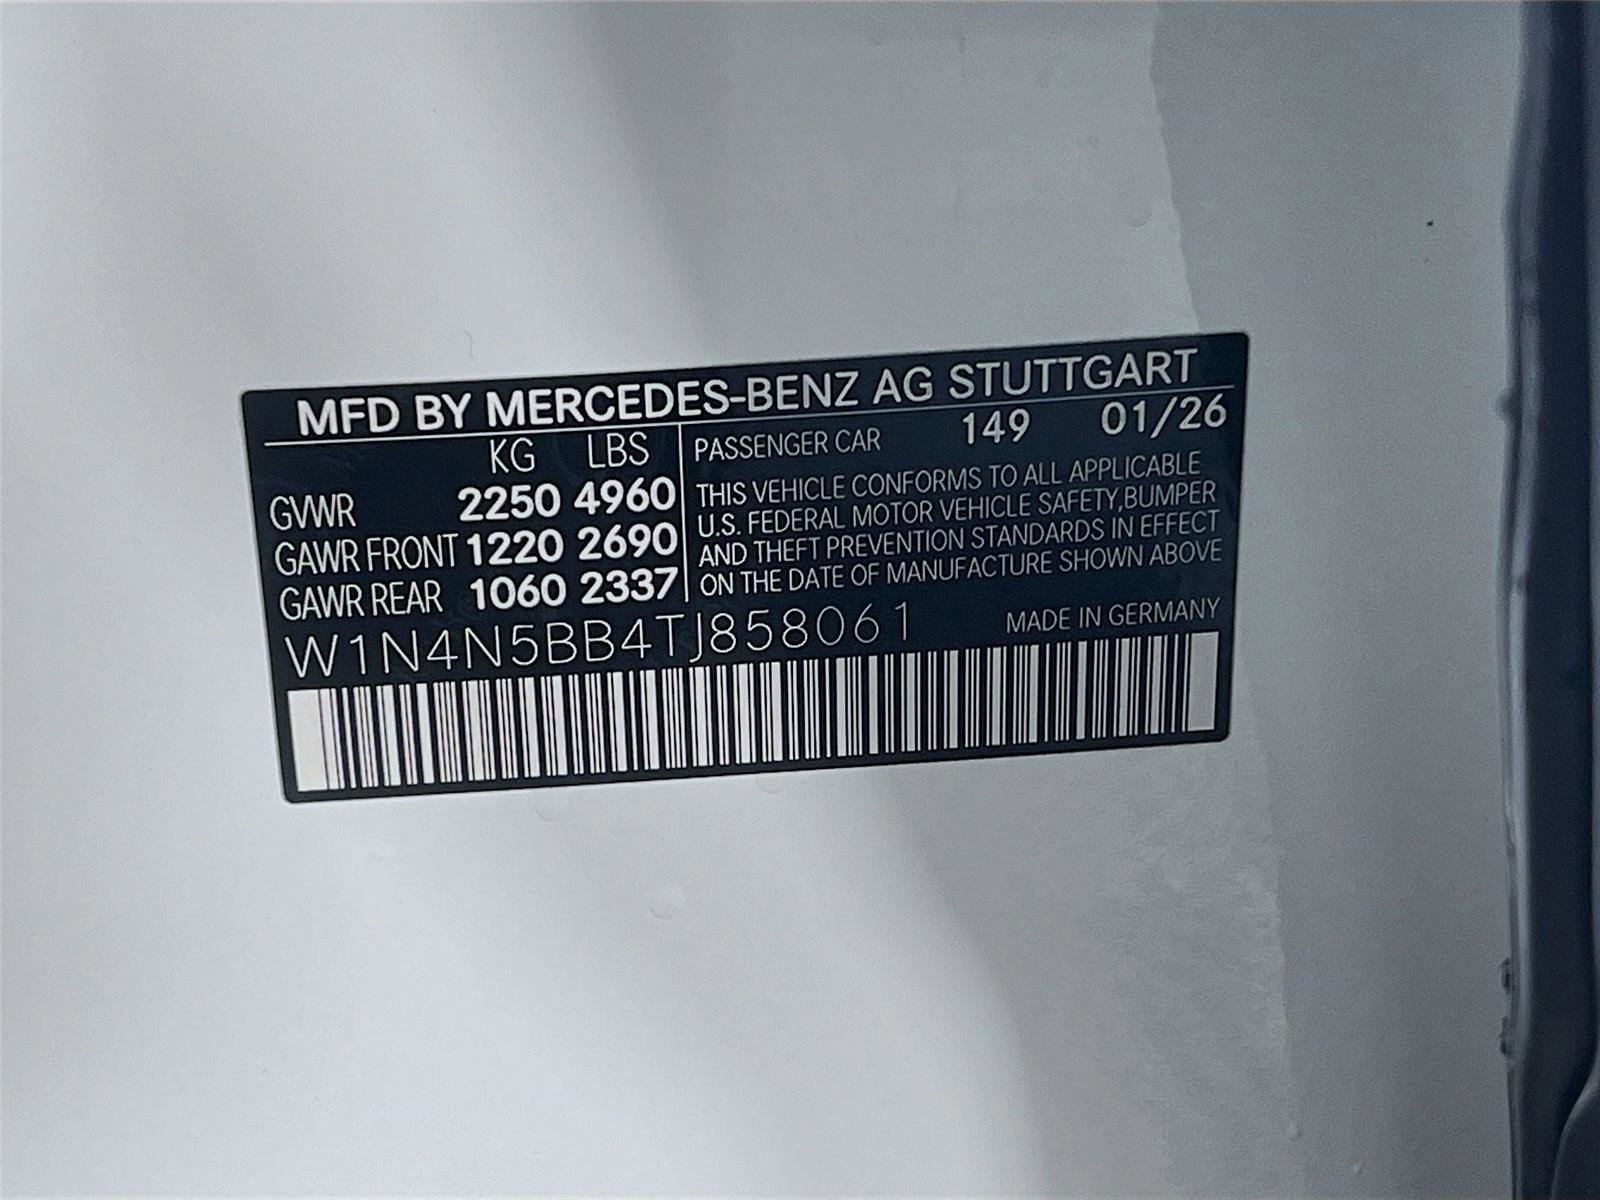 MFD BY MERCEDES-BENZ AG STUTTGART
KG LBS
GVWR 2250 4960
GAWR FRONT 1220 2690
GAWR REAR 1060 2337
PASSENGER CAR 149 01/26
THIS VEHICLE CONFORMS TO ALL APPLICABLE
U.S. FEDERAL MOTOR VEHICLE SAFETY,BUMPER
AND THEFT PREVENTION STANDARDS IN EFFECT
ON THE DATE OF MANUFACTURE SHOWN ABOVE
W1N4N5BB4TJ858061
MADE IN GERMANY